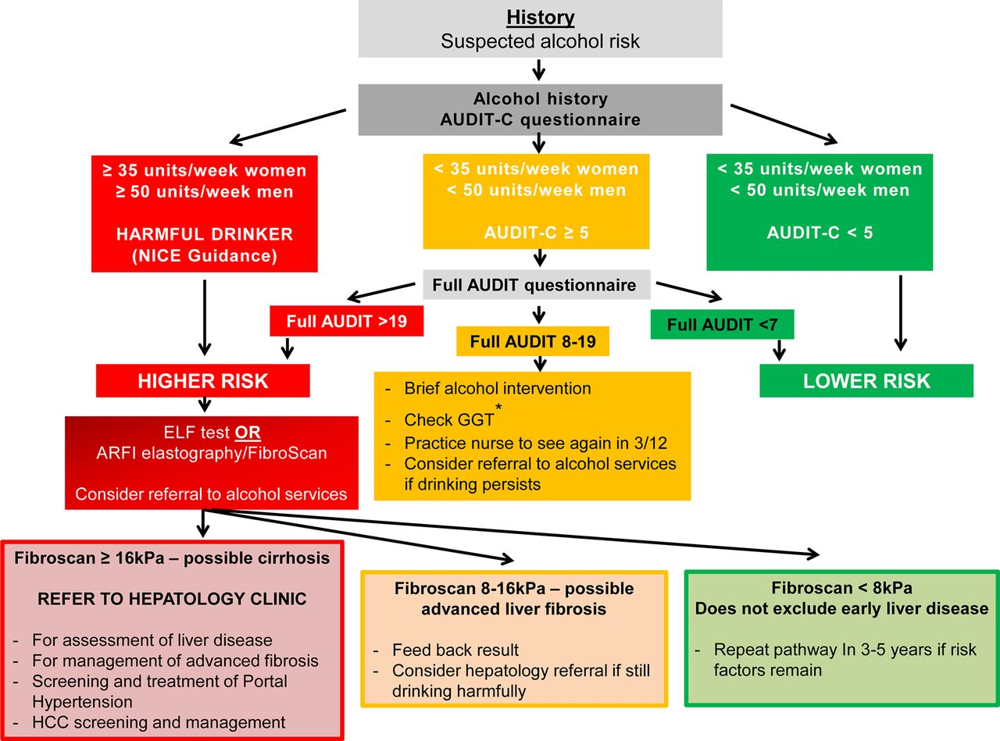 History
Suspected alcohol risk
Alcohol history
AUDIT-C questionnaire
≥ 35 units/week women
≥ 50 units/week men
HARMFUL DRINKER
(NICE Guidance)
< 35 units/week women
< 50 units/week men
AUDIT-C ≥ 5
< 35 units/week women
< 50 units/week men
AUDIT-C < 5
Full AUDIT questionnaire
Full AUDIT >19
Full AUDIT 8-19
Full AUDIT <7
HIGHER RISK
LOWER RISK
ELF test OR
ARFI elastography/FibroScan
Consider referral to alcohol services
- Brief alcohol intervention
- Check GGT*
- Practice nurse to see again in 3/12
- Consider referral to alcohol services
if drinking persists
Fibroscan ≥ 16kPa – possible cirrhosis
REFER TO HEPATOLOGY CLINIC
- For assessment of liver disease
- For management of advanced fibrosis
- Screening and treatment of Portal
Hypertension
- HCC screening and management
Fibroscan 8-16kPa – possible
advanced liver fibrosis
- Feed back result
- Consider hepatology referral if still
drinking harmfully
Fibroscan < 8kPa
Does not exclude early liver disease
- Repeat pathway In 3-5 years if risk
factors remain